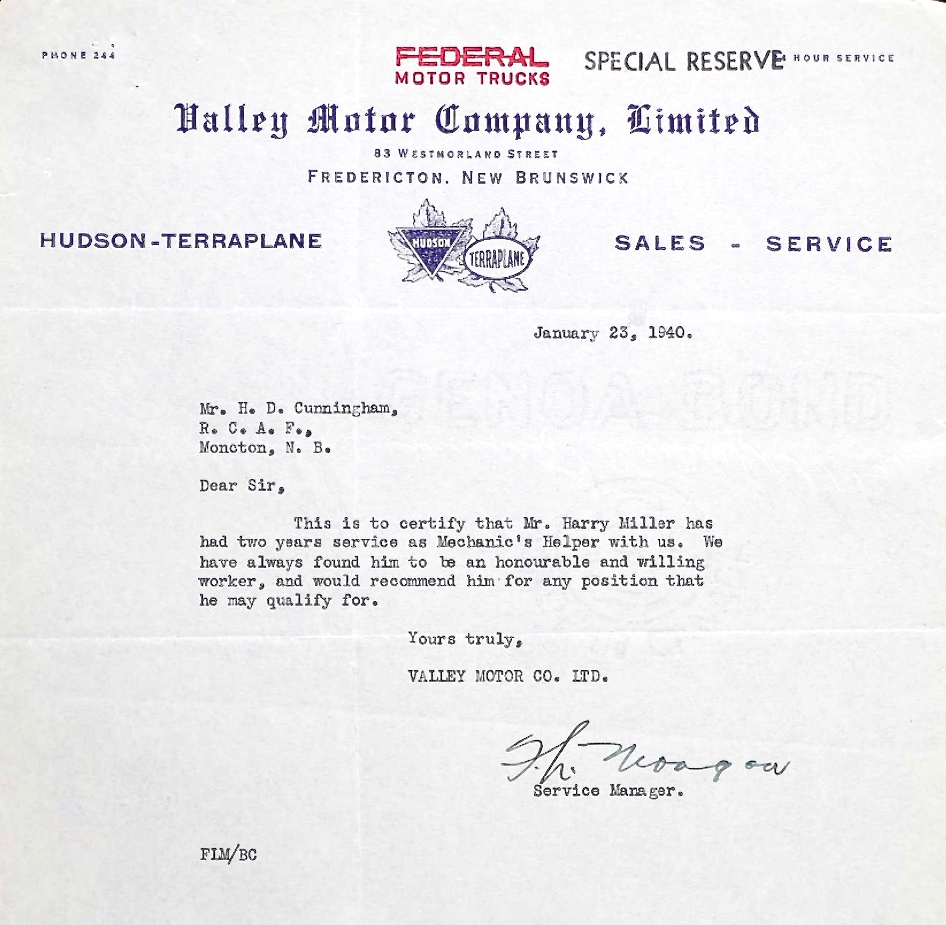 PHONE 244
FEDERAL
MOTOR TRUCKS
SPECIAL RESERVE
HOUR SERVICE
Valley Motor Company, Limited
83 WESTMORLAND STREET
FREDERICTON, NEW BRUNSWICK
HUDSON-TERRAPLANE
HUDSON
TERRAPLANE
SALES - SERVICE
January 23, 1940.
Mr. H. D. Cunningham,
R. C. A. F.,
Moncton, N. B.
Dear Sir,
This is to certify that Mr. Harry Miller has
had two years service as Mechanic's Helper with us. We
have always found him to be an honourable and willing
worker, and would recommend him for any position that
he may qualify for.
Yours truly,
VALLEY MOTOR CO. LTD.
Service Manager.
FLM/BC